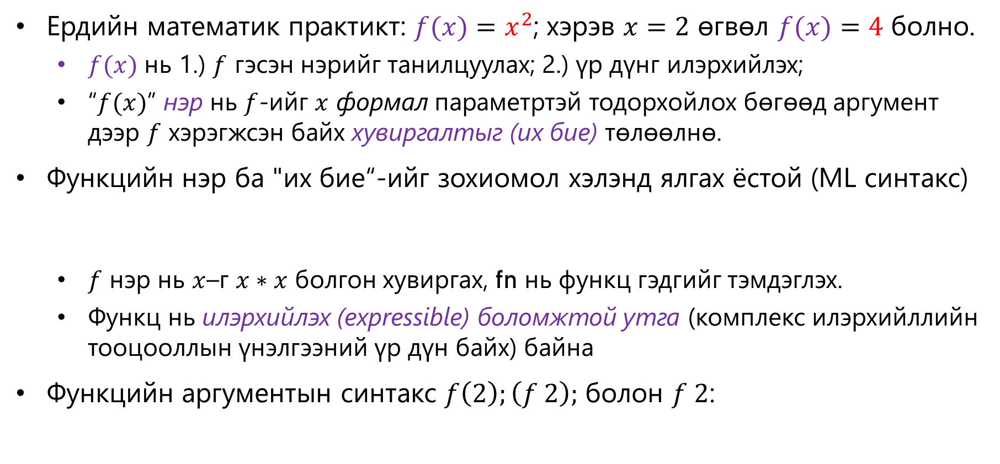 • Ердийн математик практикт: f(x) = x²; хэрэв x = 2 өгвөл f(x) = 4 болно.
• f(x) нь 1.) f гэсэн нэрийг танилцуулах; 2.) үр дүнг илэрхийлэх;
• “f(x)” нэр нь f-ийг x формал параметртэй тодорхойлох бөгөөд аргумент
дээр f хэрэгжсэн байх хувиргалтыг (их бие) төлөөлнө.
• Функцийн нэр ба "их бие“-ийг зохиомол хэлэнд ялгах ёстой (ML синтакс)
• f нэр нь x–г x ∗ x болгон хувиргах, fn нь функц гэдгийг тэмдэглэх.
• Функц нь илэрхийлэх (expressible) боломжтой утга (комплекс илэрхийллийн
тооцооллын үнэлгээний үр дүн байх) байна
• Функцийн аргументын синтакс f(2); (f 2); болон f 2: